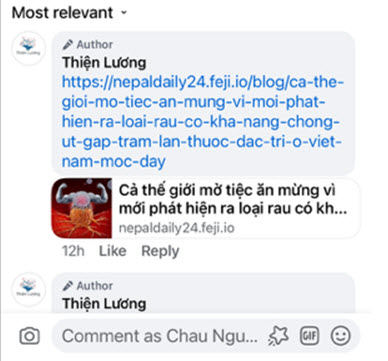 Most relevant
Author
Thiện Lương
https://nepaldaily24.feji.io/blog/ca-the-
gioi-mo-tiec-an-mung-vi-moi-phat-
hien-ra-loai-rau-co-kha-nang-chong-
ut-gap-tram-lan-thuoc-dac-tri-o-viet-
nam-moc-day
Cả thế giới mở tiệc ăn mừng vì
mới phát hiện ra loại rau có kh...
nepaldaily24.feji.io
12h Like Reply
Author
Thiện Lương
Comment as Chau Ngu... GIF